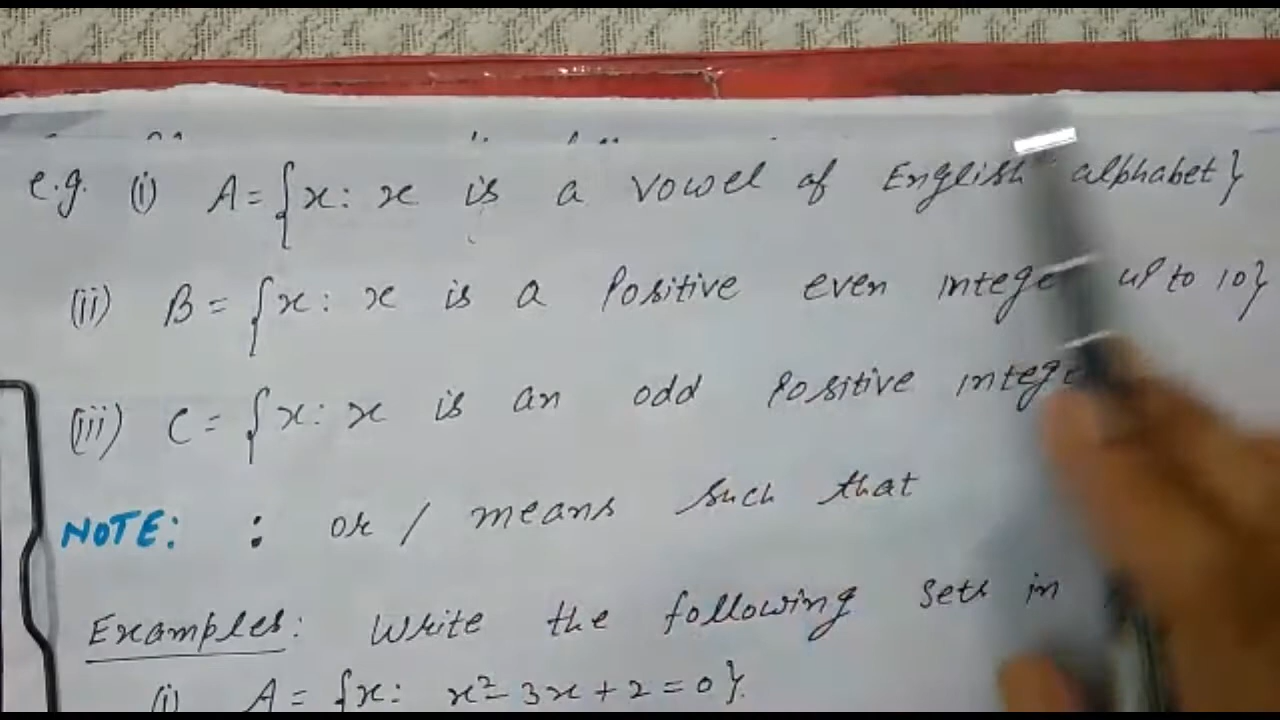 e.g. (i) A = {x : x is a vowel of English alphabet}
(ii) B = {x : x is a Positive even intege up to 10}
(iii) C = {x : x is an odd Positive intege
NOTE: : or / means such that
Examples: Write the following sets in
(i) A = {x : x² - 3x + 2 = 0}.